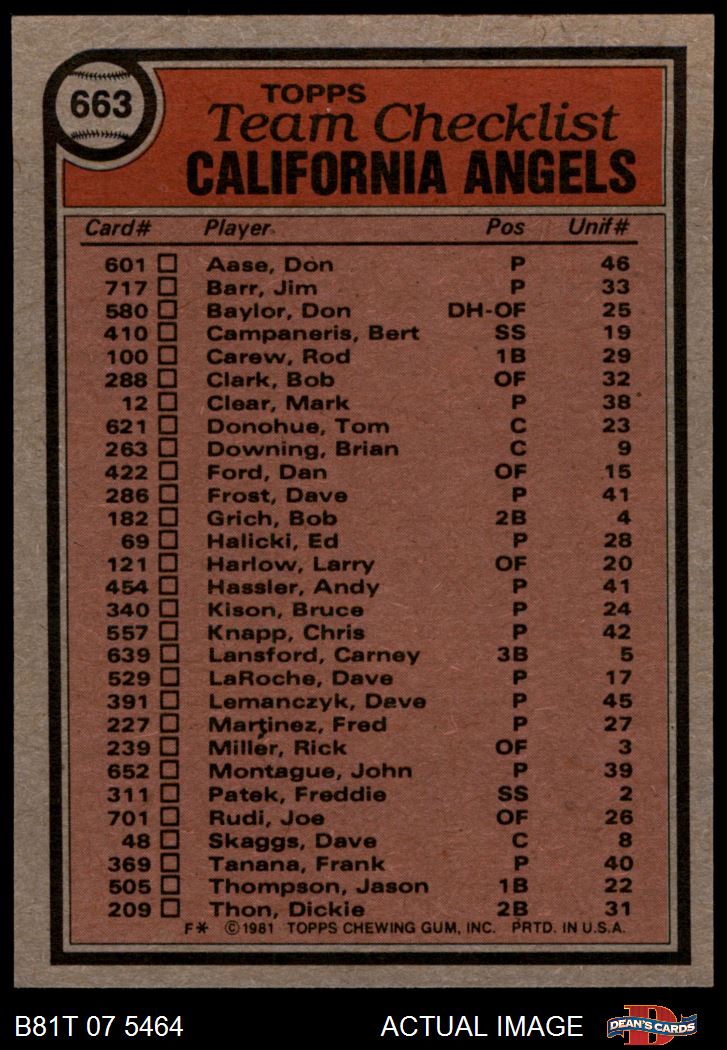 663
TOPPS
Team Checklist
CALIFORNIA ANGELS
Card# Player Pos Unif#
601 Aase, Don P 46
717 Barr, Jim P 33
580 Baylor, Don DH-OF 25
410 Campaneris, Bert SS 19
100 Carew, Rod 1B 29
288 Clark, Bob OF 32
12 Clear, Mark P 38
621 Donohue, Tom C 23
263 Downing, Brian C 9
422 Ford, Dan OF 15
286 Frost, Dave P 41
182 Grich, Bob 2B 4
69 Halicki, Ed P 28
121 Harlow, Larry OF 20
454 Hassler, Andy P 41
340 Kison, Bruce P 24
557 Knapp, Chris P 42
639 Lansford, Carney 3B 5
529 LaRoche, Dave P 17
391 Lemanczyk, Dave P 45
227 Martinez, Fred P 27
239 Miller, Rick OF 3
652 Montague, John P 39
311 Patek, Freddie SS 2
701 Rudi, Joe OF 26
48 Skaggs, Dave C 8
369 Tanana, Frank P 40
505 Thompson, Jason 1B 22
209 Thon, Dickie 2B 31
F* ©1981 TOPPS CHEWING GUM, INC. PRTD. IN U.S.A.
B81T 07 5464 ACTUAL IMAGE DEAN'S CARDS